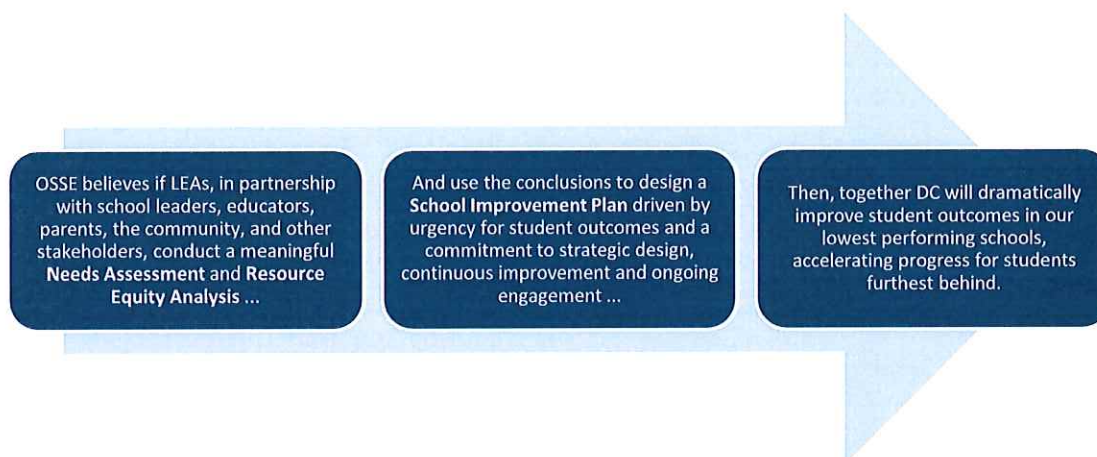 OSSE believes if LEAs, in partnership
with school leaders, educators,
parents, the community, and other
stakeholders, conduct a meaningful
Needs Assessment and Resource
Equity Analysis ...
And use the conclusions to design a
School Improvement Plan driven by
urgency for student outcomes and a
commitment to strategic design,
continuous improvement and ongoing
engagement ...
Then, together DC will dramatically
improve student outcomes in our
lowest performing schools,
accelerating progress for students
furthest behind.